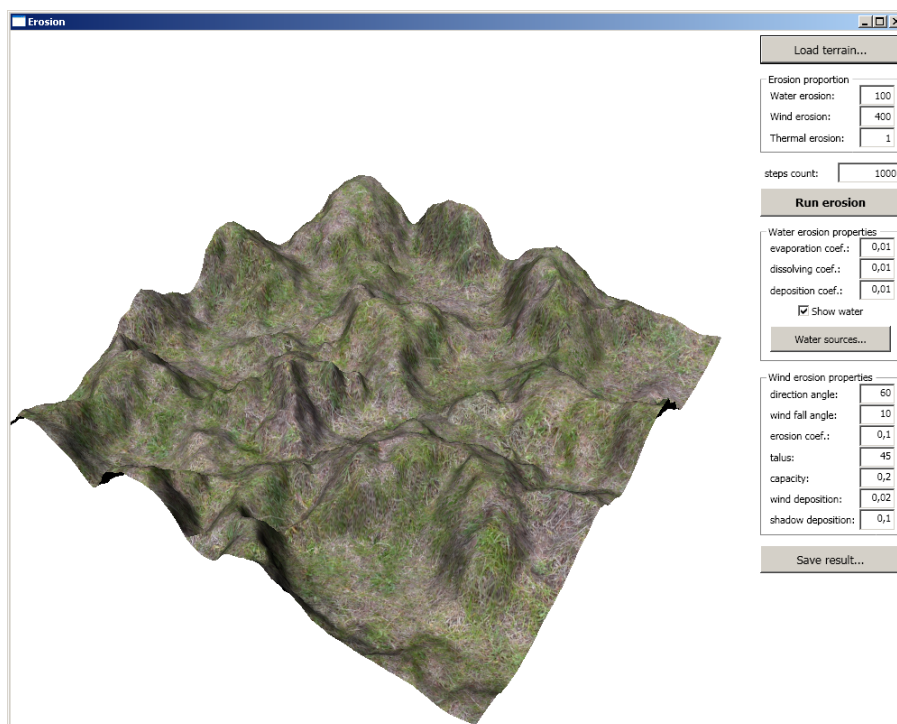 Erosion
Load terrain...
Erosion proportion
Water erosion: 100
Wind erosion: 400
Thermal erosion: 1
steps count: 1000
Run erosion
Water erosion properties
evaporation coef.: 0,01
dissolving coef.: 0,01
deposition coef.: 0,01
Show water
Water sources...
Wind erosion properties
direction angle: 60
wind fall angle: 10
erosion coef.: 0,1
talus: 45
capacity: 0,2
wind deposition: 0,02
shadow deposition: 0,1
Save result...